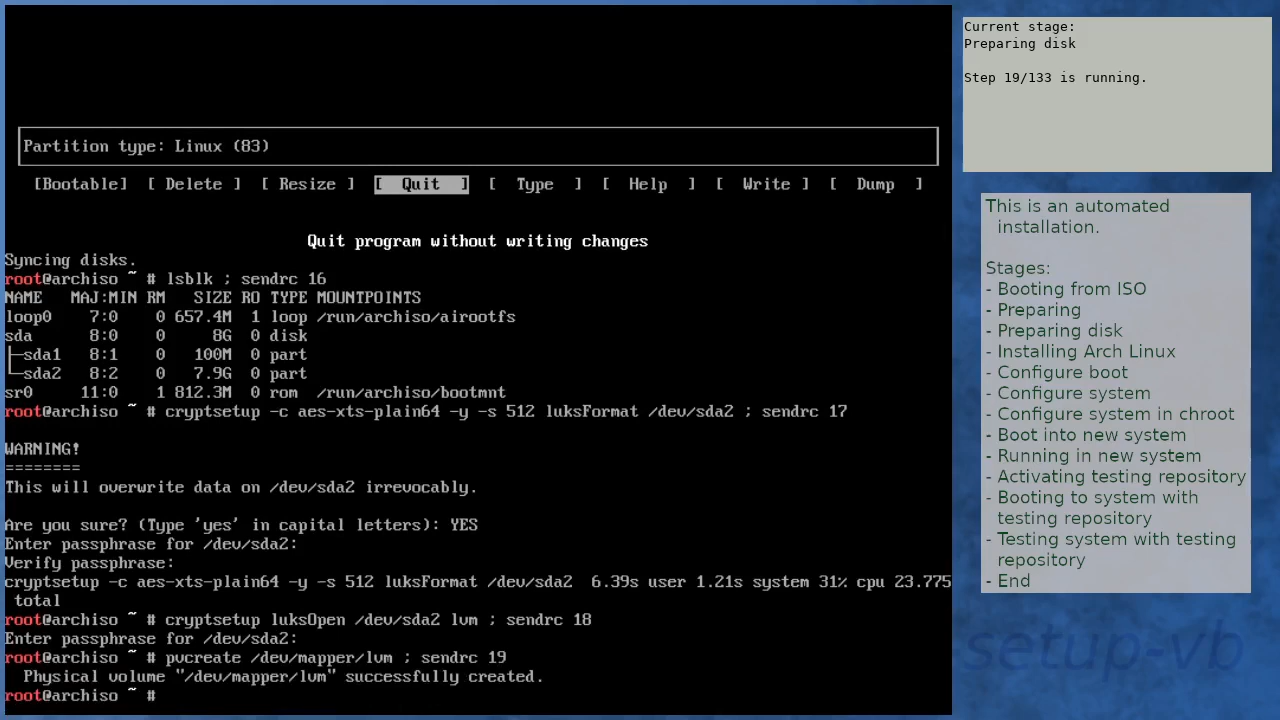 Partition type: Linux (83)
[Bootable] [ Delete ] [ Resize ] [ Quit ] [ Type ] [ Help ] [ Write ] [ Dump ]
Quit program without writing changes
Syncing disks.
root@archiso ~ # lsblk ; sendrc 16
NAME MAJ:MIN RM SIZE RO TYPE MOUNTPOINTS
loop0 7:0 0 657.4M 1 loop /run/archiso/airootfs
sda 8:0 0 8G 0 disk
├─sda1 8:1 0 100M 0 part
└─sda2 8:2 0 7.9G 0 part
sr0 11:0 1 812.3M 0 rom /run/archiso/bootmnt
root@archiso ~ # cryptsetup -c aes-xts-plain64 -y -s 512 luksFormat /dev/sda2 ; sendrc 17
WARNING!
========
This will overwrite data on /dev/sda2 irrevocably.
Are you sure? (Type 'yes' in capital letters): YES
Enter passphrase for /dev/sda2:
Verify passphrase:
cryptsetup -c aes-xts-plain64 -y -s 512 luksFormat /dev/sda2 6.39s user 1.21s system 31% cpu 23.775
total
root@archiso ~ # cryptsetup luksOpen /dev/sda2 lvm ; sendrc 18
Enter passphrase for /dev/sda2:
root@archiso ~ # pvcreate /dev/mapper/lvm ; sendrc 19
Physical volume "/dev/mapper/lvm" successfully created.
root@archiso ~ #
Current stage:
Preparing disk
Step 19/133 is running.
This is an automated
installation.
Stages:
- Booting from ISO
- Preparing
- Preparing disk
- Installing Arch Linux
- Configure boot
- Configure system
- Configure system in chroot
- Boot into new system
- Running in new system
- Activating testing repository
- Booting to system with
testing repository
- Testing system with testing
repository
- End
-setup-vb